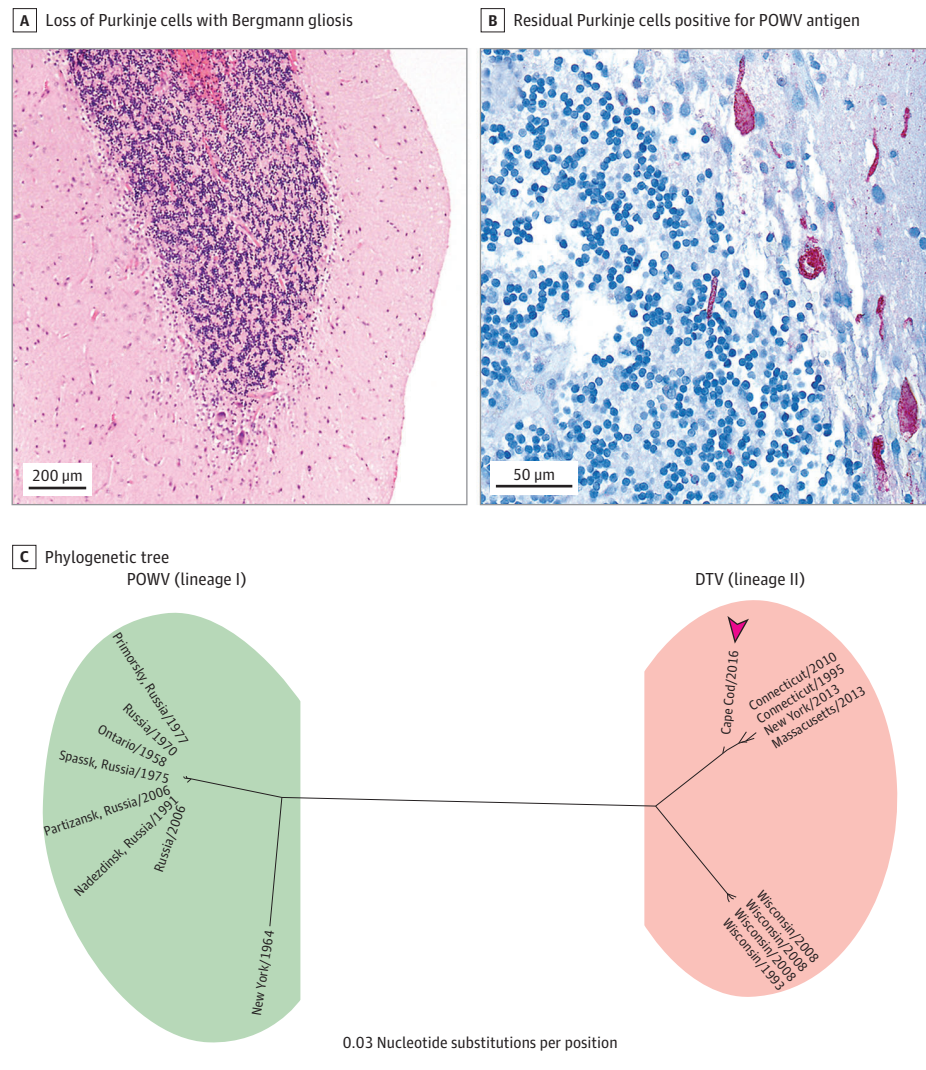 A Loss of Purkinje cells with Bergmann gliosis
B Residual Purkinje cells positive for POWV antigen
200 μm
50 μm
C Phylogenetic tree
POWV (lineage I)
DTV (lineage II)
Primorsky, Russia/1977
Russia/1970
Ontario/1958
Spassk, Russia/1975
Partizansk, Russia/2006
Nadezdinsk, Russia/1991
Russia/2006
New York/1964
Cape Cod/2016
Connecticut/2010
Connecticut/1995
New York/2013
Massacusetts/2013
Wisconsin/2008
Wisconsin/2008
Wisconsin/2008
Wisconsin/1993
0.03 Nucleotide substitutions per position